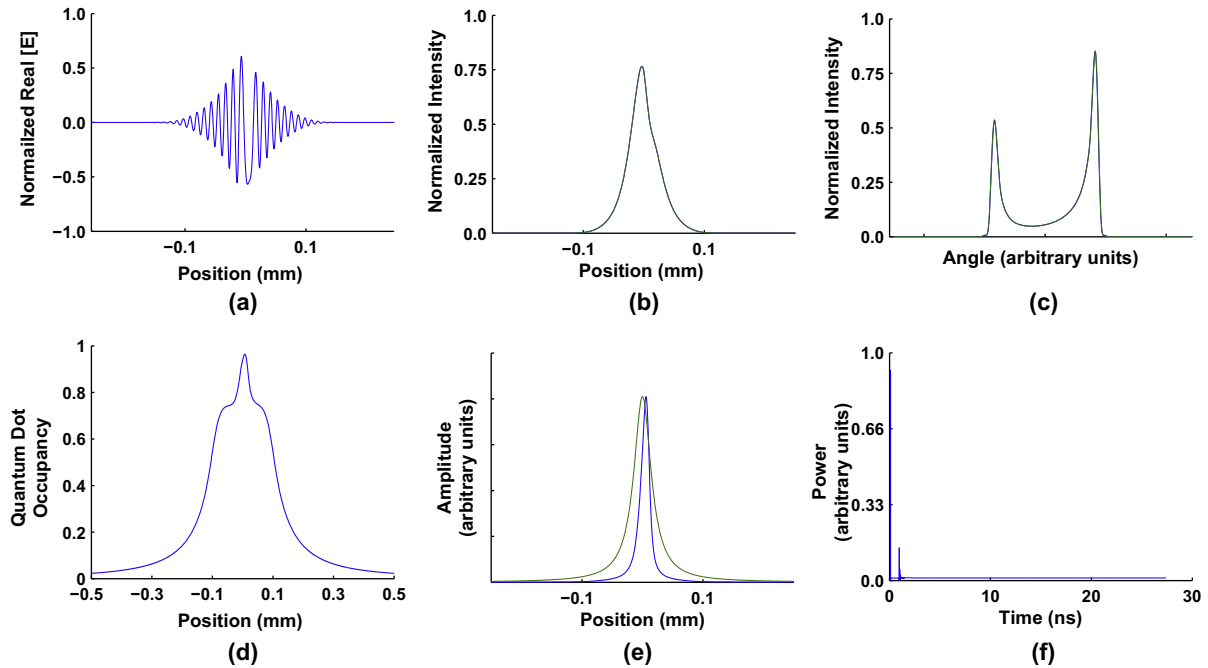 1.0
0.5
0.0
−0.5
−1.0
Normaized Real [E]
−0.1
0.1
Position (mm)
(a)
1.0
0.75
0.5
0.25
0.0
Normalized Intensity
−0.1
0.1
Position (mm)
(b)
1.0
0.75
0.5
0.25
0.0
Normalized Intensity
Angle (arbitrary units)
(c)
1
0.8
0.6
0.4
0.2
0
Quantum Dot
Occupancy
−0.5
−0.3
−0.1
0.1
0.3
0.5
Position (mm)
(d)
Amplitude
(arbitrary units)
−0.1
0.1
Position (mm)
(e)
1.0
0.66
0.33
0.0
Power
(arbitrary units)
0
10
20
30
Time (ns)
(f)